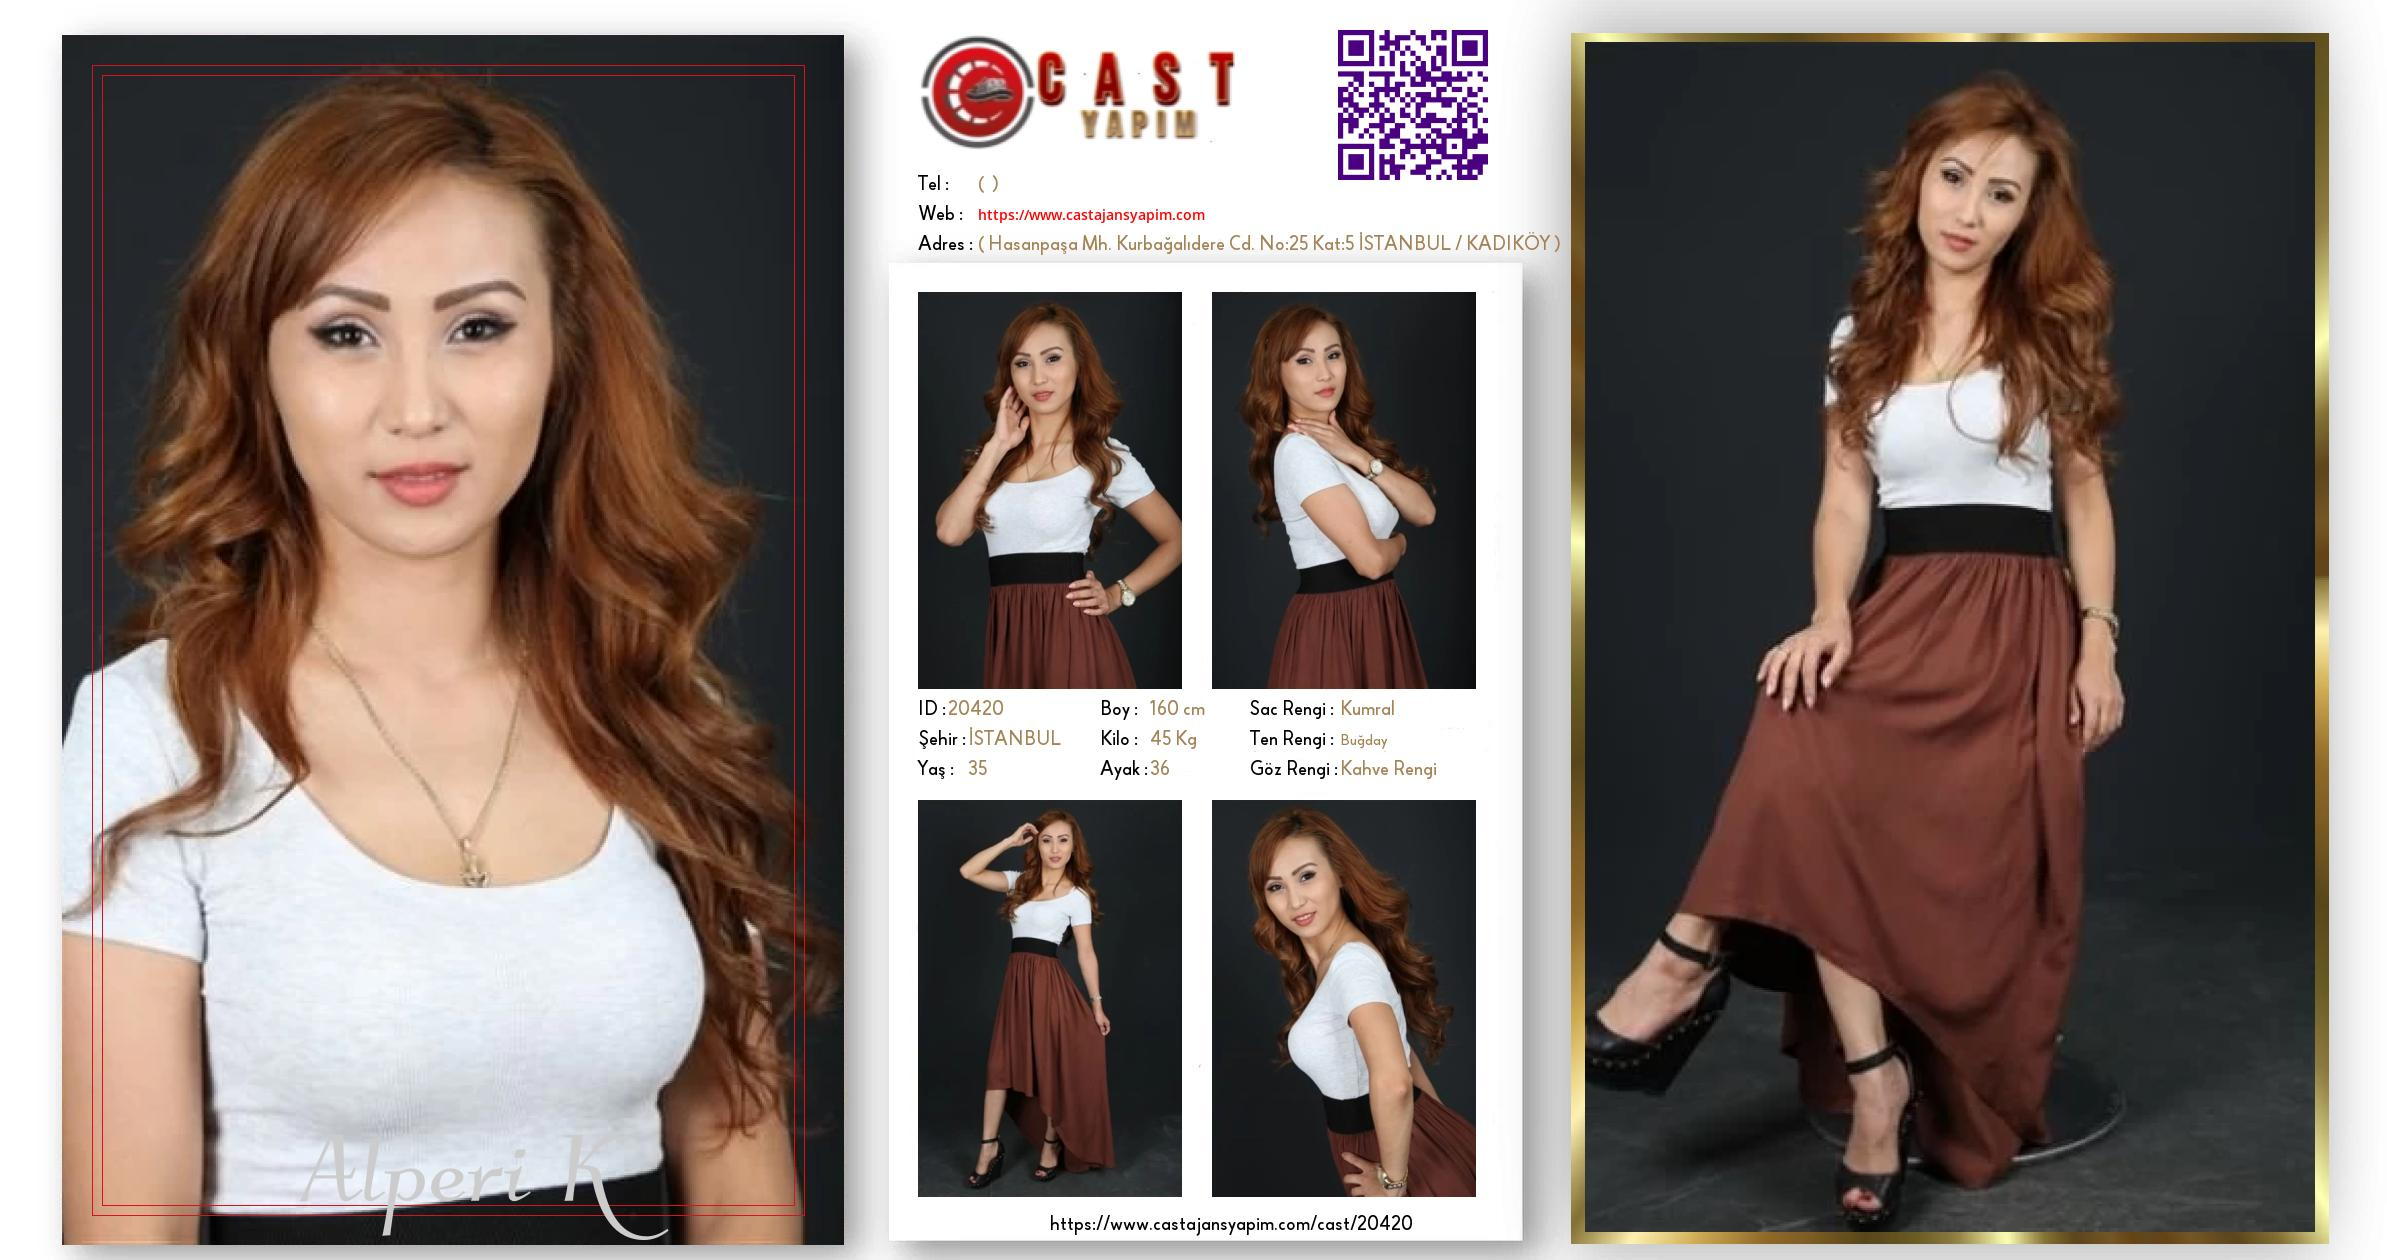 Alperi K
CAST
YAPIM
Tel : ( )
Web : https://www.castajansyapim.com
Adres : ( Hasanpaşa Mh. Kurbağalıdere Cd. No:25 Kat:5 İSTANBUL / KADIKÖY )
ID : 20420 Boy : 160 cm Sac Rengi : Kumral
Şehir : İSTANBUL Kilo : 45 Kg Ten Rengi : Buğday
Yaş : 35 Ayak : 36 Göz Rengi : Kahve Rengi
https://www.castajansyapim.com/cast/20420